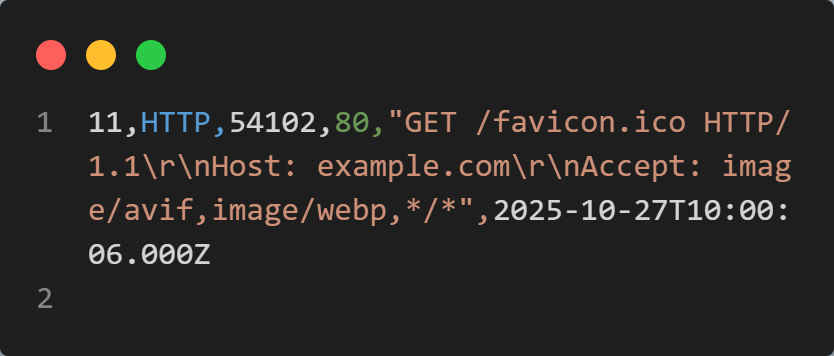 1 11,HTTP,54102,80,"GET /favicon.ico HTTP/
1.1\r\nHost: example.com\r\nAccept: imag
e/avif,image/webp,*/*",2025-10-27T10:00:
06.000Z
2